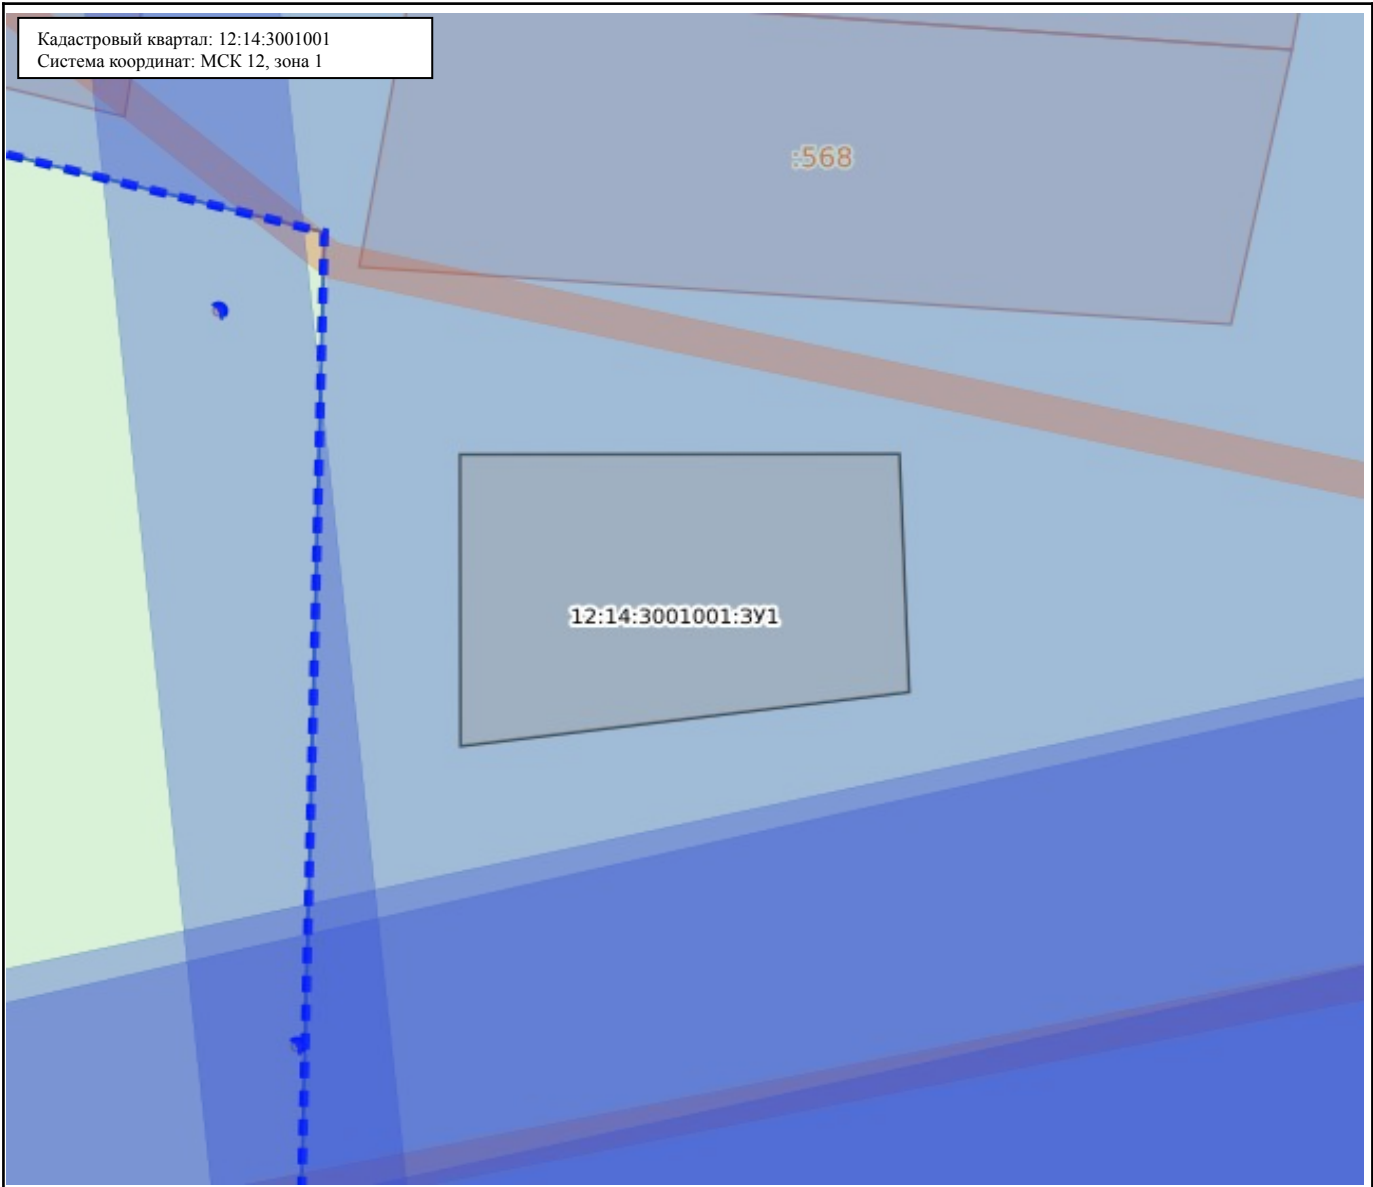 Кадастровый квартал: 12:14:3001001
Система координат: МСК 12, зона 1
:568
12:14:3001001:ЗУ1